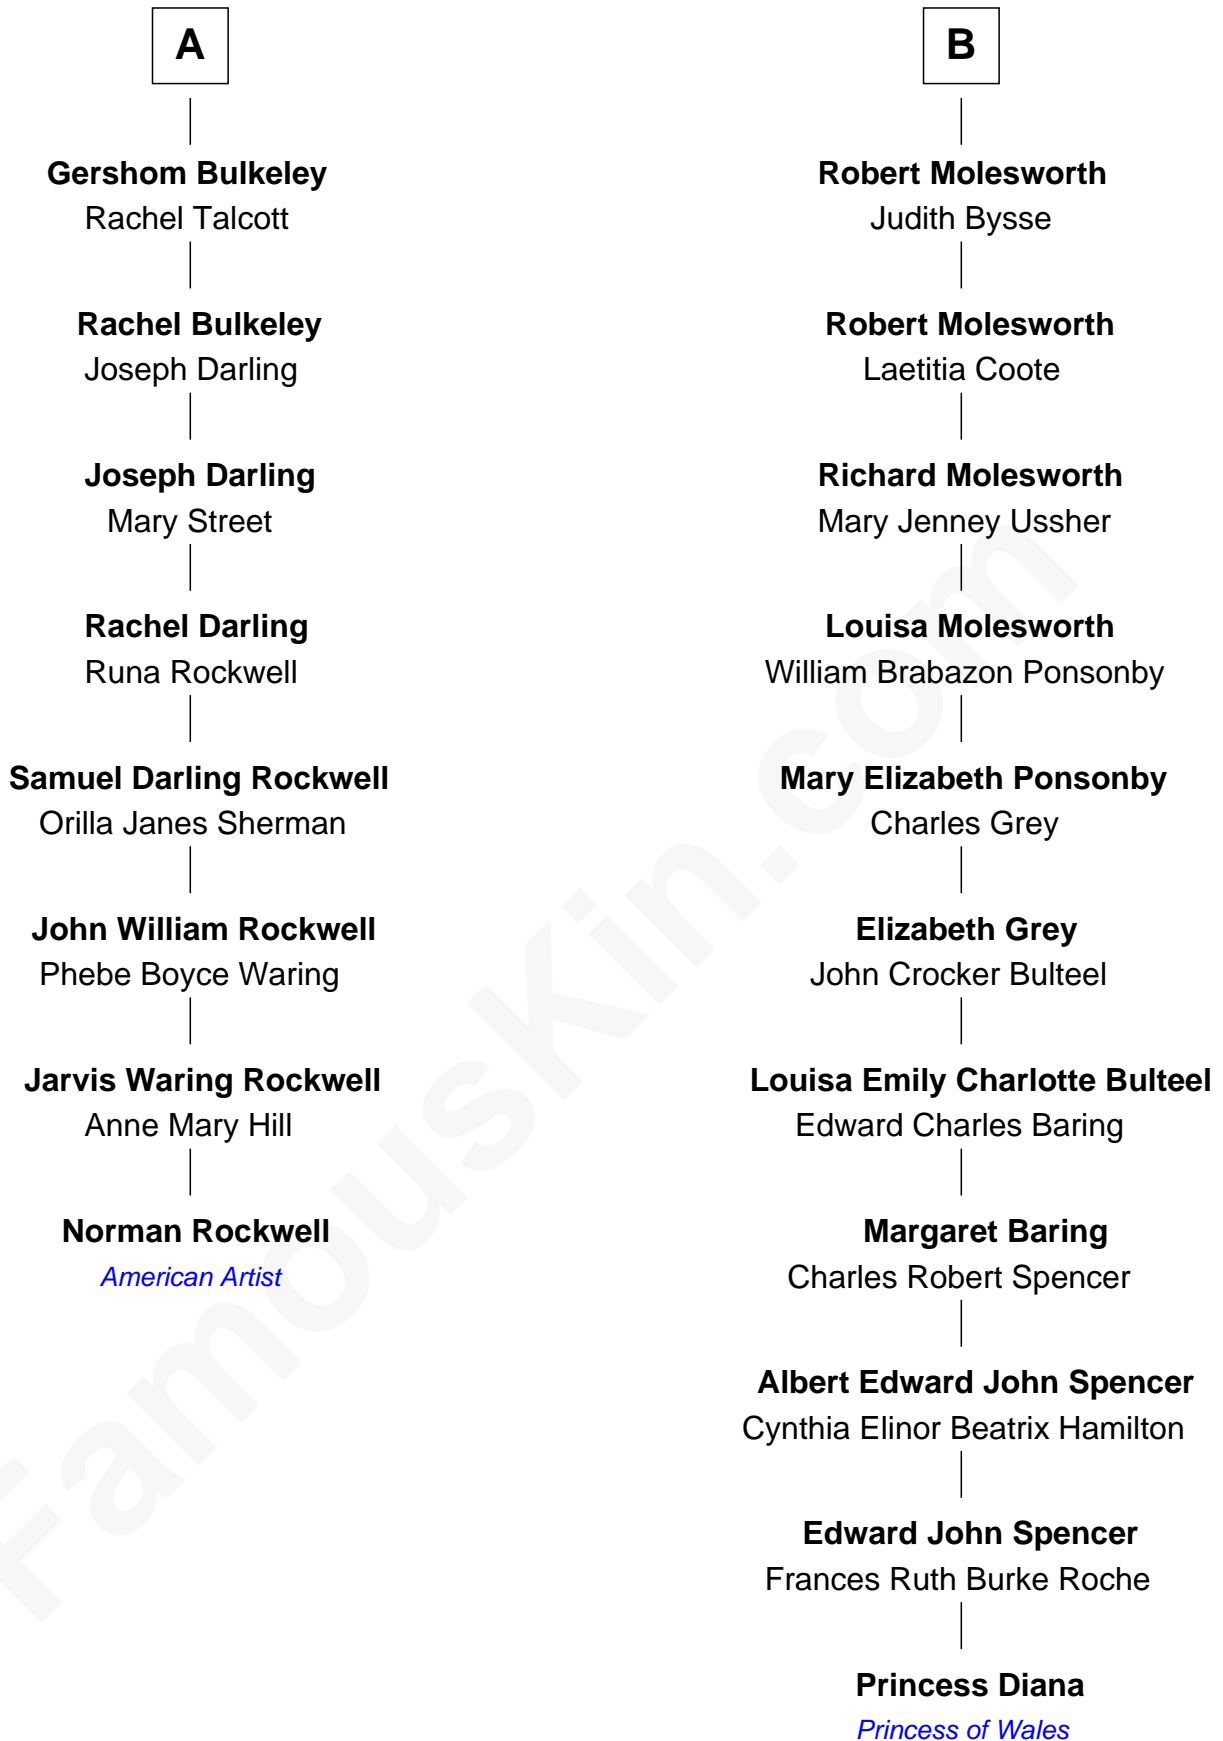 A
Gershom Bulkeley
Rachel Talcott
Rachel Bulkeley
Joseph Darling
Joseph Darling
Mary Street
Rachel Darling
Runa Rockwell
Samuel Darling Rockwell
Orilla Janes Sherman
John William Rockwell
Phebe Boyce Waring
Jarvis Waring Rockwell
Anne Mary Hill
Norman Rockwell
American Artist
B
Robert Molesworth
Judith Bysse
Robert Molesworth
Laetitia Coote
Richard Molesworth
Mary Jenney Ussher
Louisa Molesworth
William Brabazon Ponsonby
Mary Elizabeth Ponsonby
Charles Grey
Elizabeth Grey
John Crocker Bulteel
Louisa Emily Charlotte Bulteel
Edward Charles Baring
Margaret Baring
Charles Robert Spencer
Albert Edward John Spencer
Cynthia Elinor Beatrix Hamilton
Edward John Spencer
Frances Ruth Burke Roche
Princess Diana
Princess of Wales
FamousKin.com